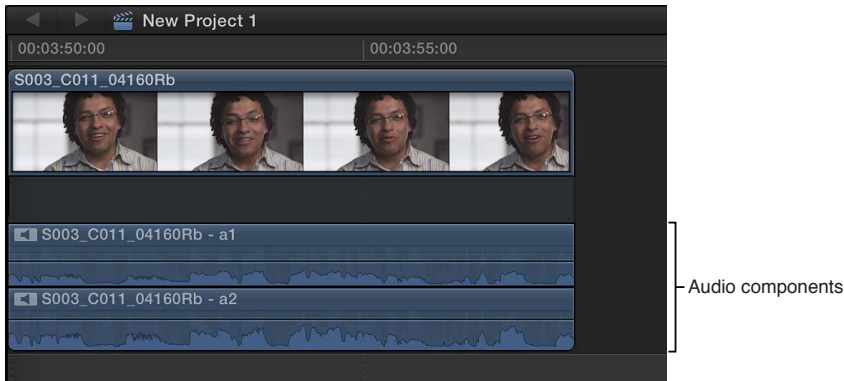 New Project 1
00:03:50:00
00:03:55:00
S003_C011_04160Rb
S003_C011_04160Rb - a1
S003_C011_04160Rb - a2
Audio components